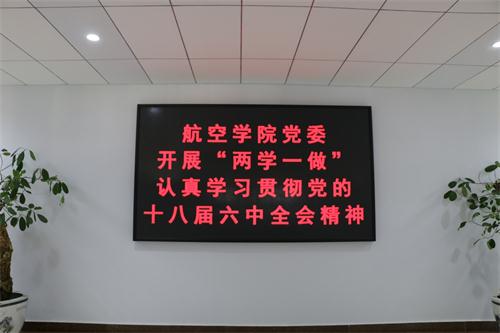 航空学院党委
开展“两学一做”
认真学习贯彻党的
十八届六中全会精神